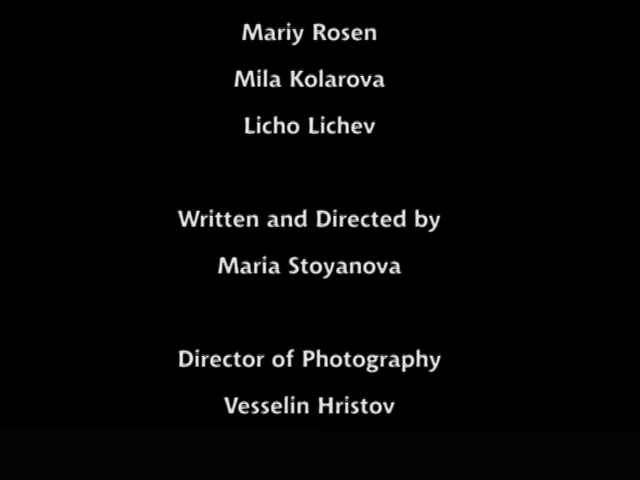 Mariy Rosen
Mila Kolarova
Licho Lichev
Written and Directed by
Maria Stoyanova
Director of Photography
Vesselin Hristov